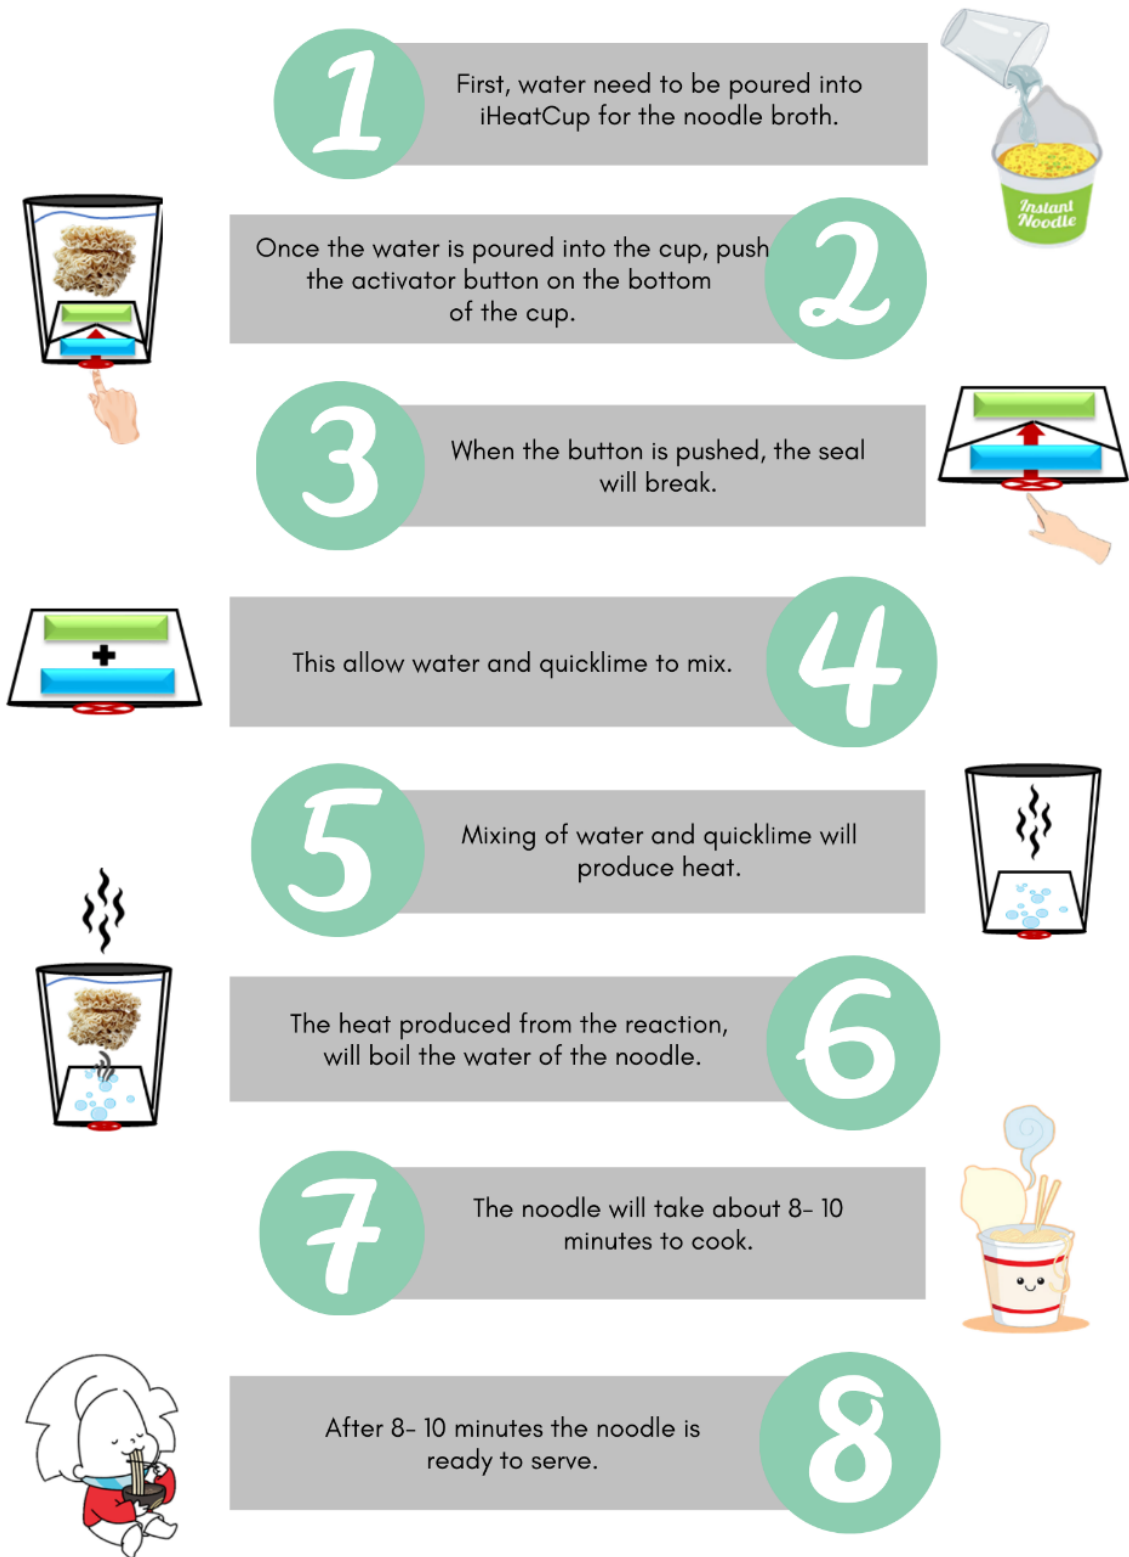 1
First, water need to be poured into
iHeatCup for the noodle broth.
Instant
Noodle
Once the water is poured into the cup, push
the activator button on the bottom
of the cup.
2
3
When the button is pushed, the seal
will break.
This allow water and quicklime to mix.
4
5
Mixing of water and quicklime will
produce heat.
The heat produced from the reaction,
will boil the water of the noodle.
6
7
The noodle will take about 8- 10
minutes to cook.
After 8- 10 minutes the noodle is
ready to serve.
8